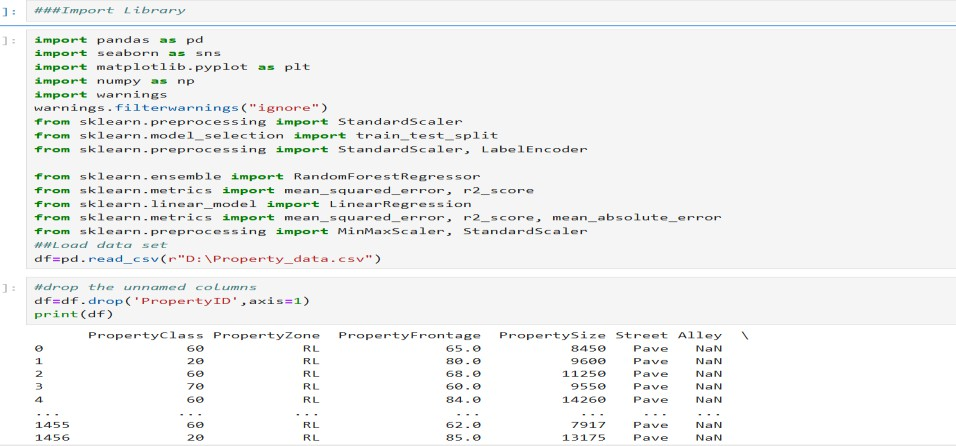 ]: ###Import Library
]: import pandas as pd
import seaborn as sns
import matplotlib.pyplot as plt
import numpy as np
import warnings
warnings.filterwarnings("ignore")
from sklearn.preprocessing import StandardScaler
from sklearn.model_selection import train_test_split
from sklearn.preprocessing import StandardScaler, LabelEncoder
from sklearn.ensemble import RandomForestRegressor
from sklearn.metrics import mean_squared_error, r2_score
from sklearn.linear_model import LinearRegression
from sklearn.metrics import mean_squared_error, r2_score, mean_absolute_error
from sklearn.preprocessing import MinMaxScaler, StandardScaler
##Load data set
df=pd.read_csv(r"D:\Property_data.csv")
]: #drop the unnamed columns
df=df.drop('PropertyID',axis=1)
print(df)
PropertyClass PropertyZone PropertyFrontage PropertySize Street Alley \
0 60 RL 65.0 8450 Pave NaN
1 20 RL 80.0 9600 Pave NaN
2 60 RL 68.0 11250 Pave NaN
3 70 RL 60.0 9550 Pave NaN
4 60 RL 84.0 14260 Pave NaN
... ... ... ... ... ... ...
1455 60 RL 62.0 7917 Pave NaN
1456 20 RL 85.0 13175 Pave NaN